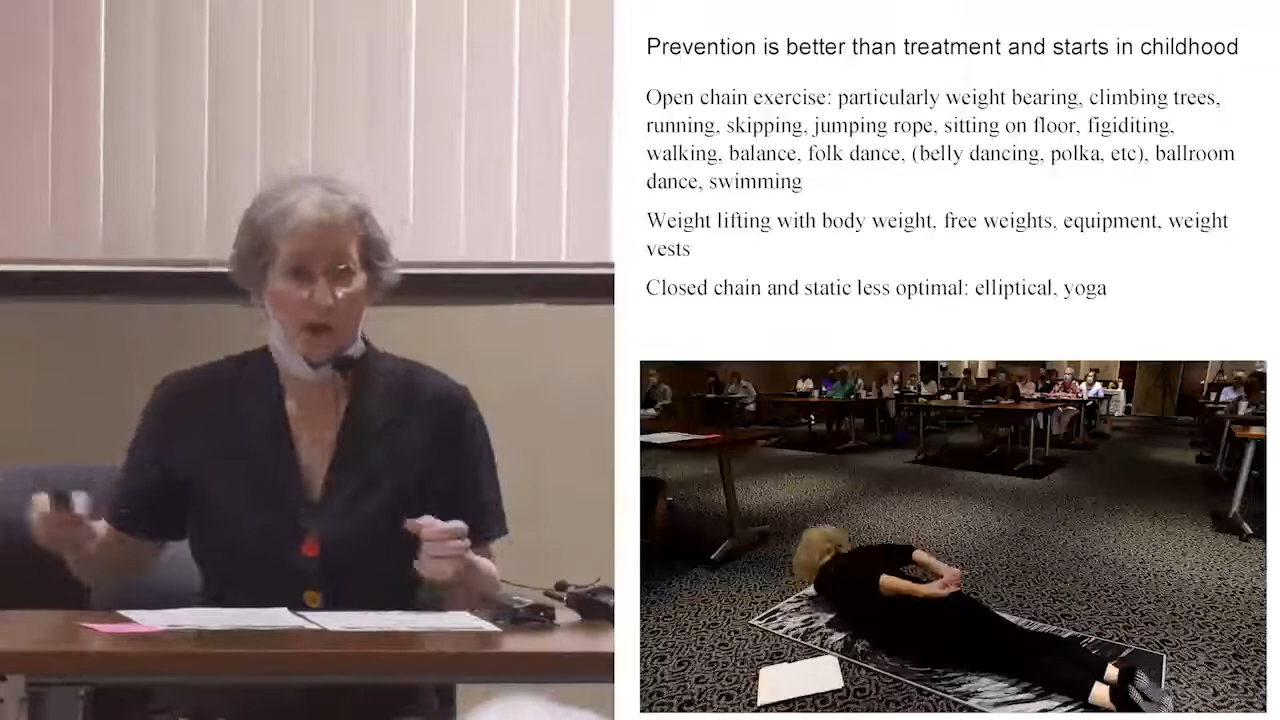 Prevention is better than treatment and starts in childhood
Open chain exercise: particularly weight bearing, climbing trees,
running, skipping, jumping rope, sitting on floor, figiditing,
walking, balance, folk dance, (belly dancing, polka, etc), ballroom
dance, swimming
Weight lifting with body weight, free weights, equipment, weight
vests
Closed chain and static less optimal: elliptical, yoga